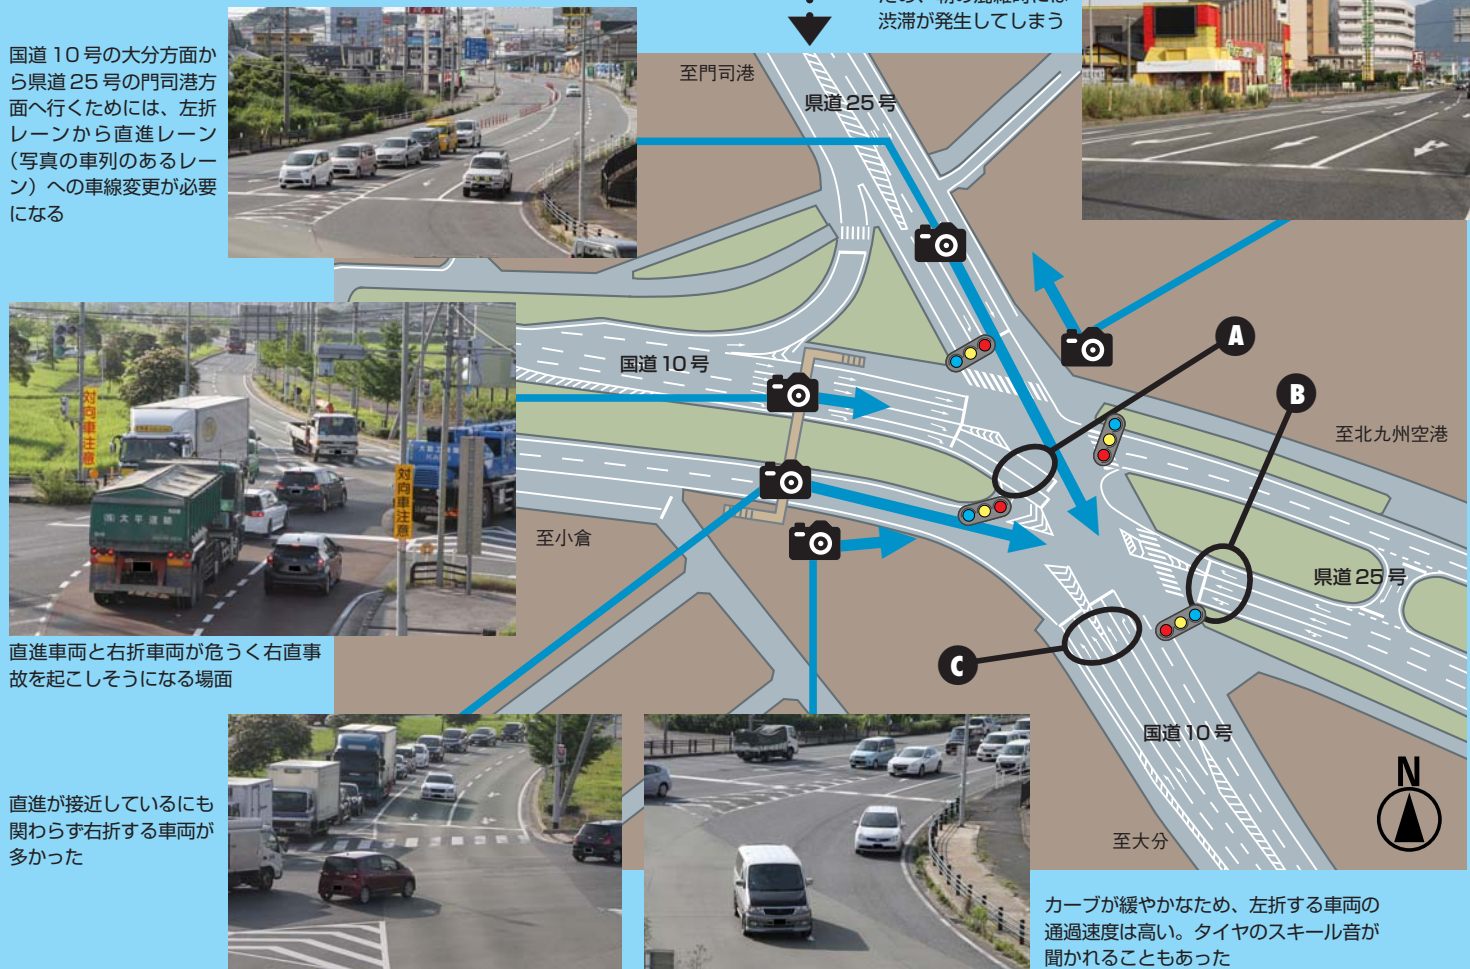 国道10号の大分方面か
ら県道25号の門司港方
面へ行くためには、左折
レーンから直進レーン
（写真の車列のあるレー
ン）への車線変更が必要
になる
渋滞が発生してしまう
至門司港
県道25号
国道10号
A
B
至北九州空港
至小倉
県道25号
C
国道10号
至大分
N
対向車注意
対向車注意
直進車両と右折車両が危うく右直事
故を起こしそうになる場面
直進が接近しているにも
関わらず右折する車両が
多かった
カーブが緩やかなため、左折する車両の
通過速度は高い。タイヤのスキール音が
聞かれることもあった